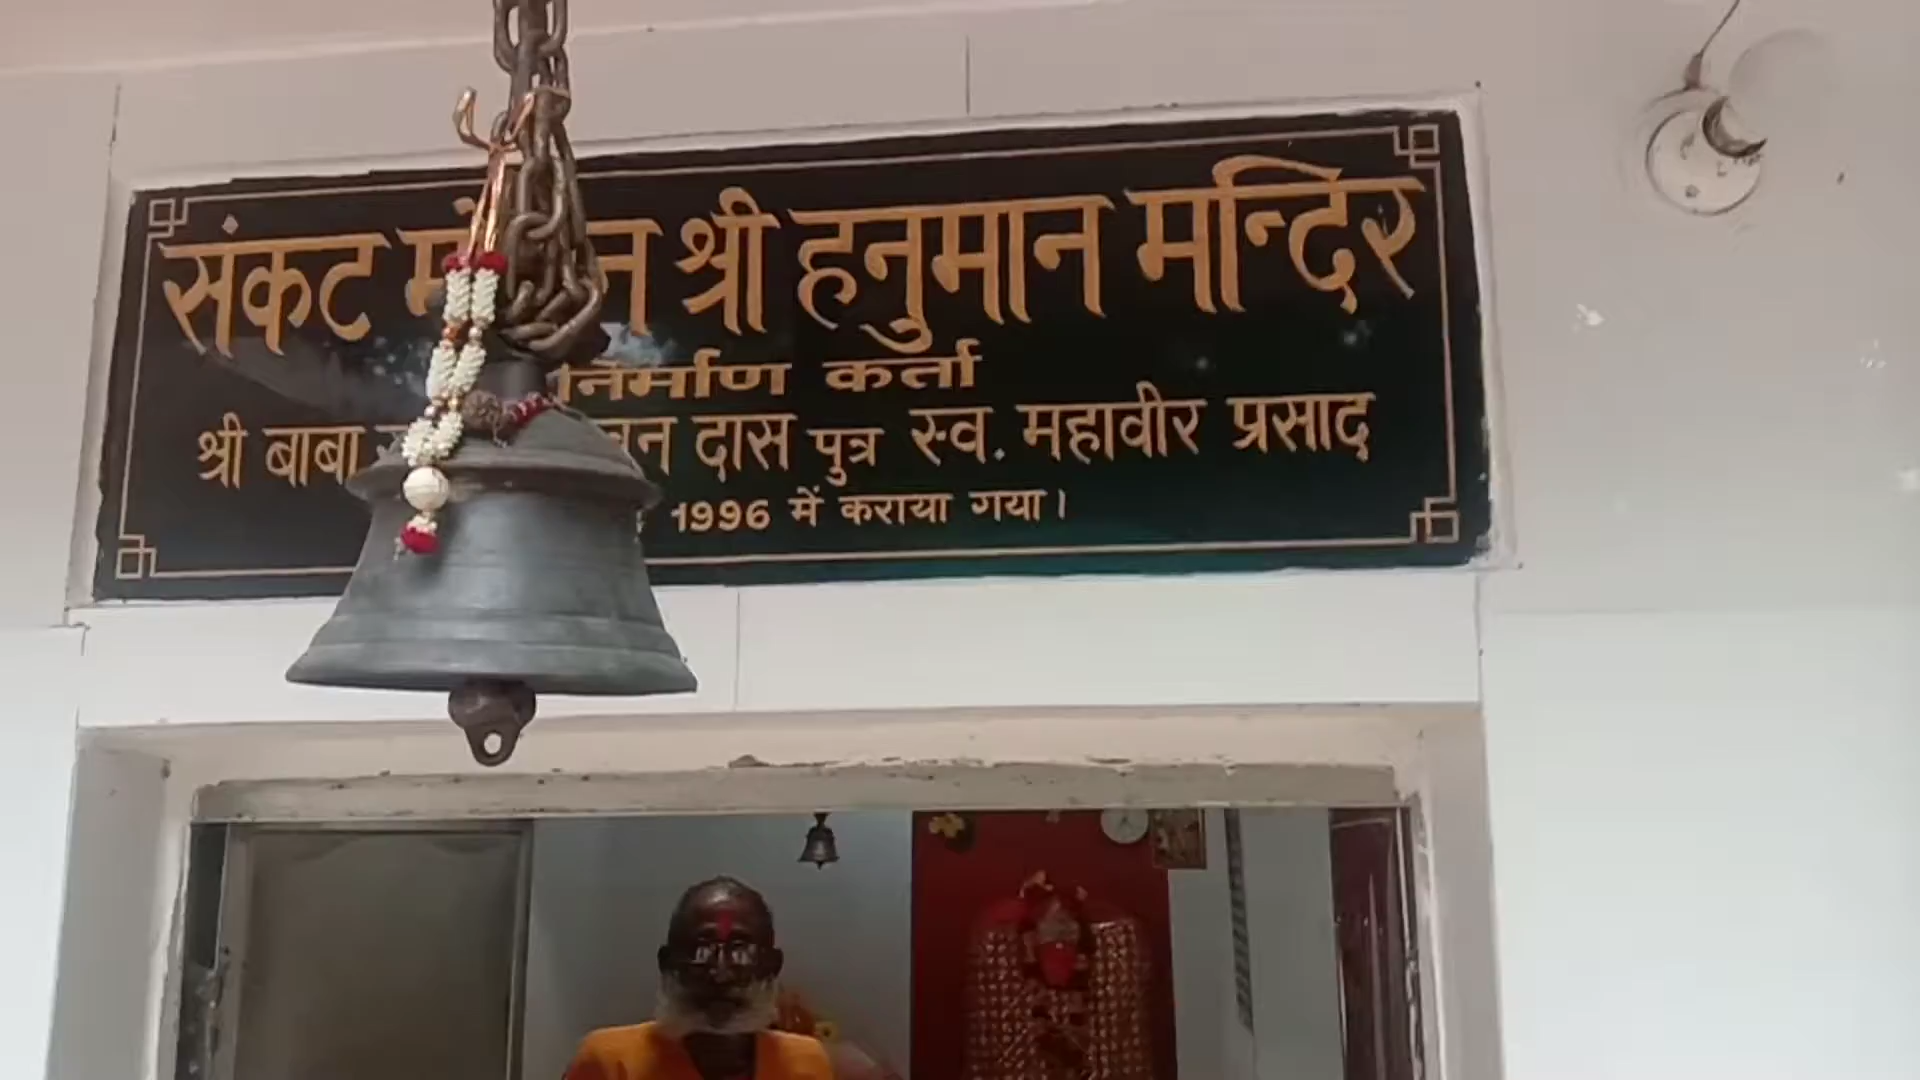 संकट श्री हनुमान मन्दिर
निर्माण कर्ता
श्री बाबा दास पुत्र स्व. महावीर प्रसाद
1996 में कराया गया।